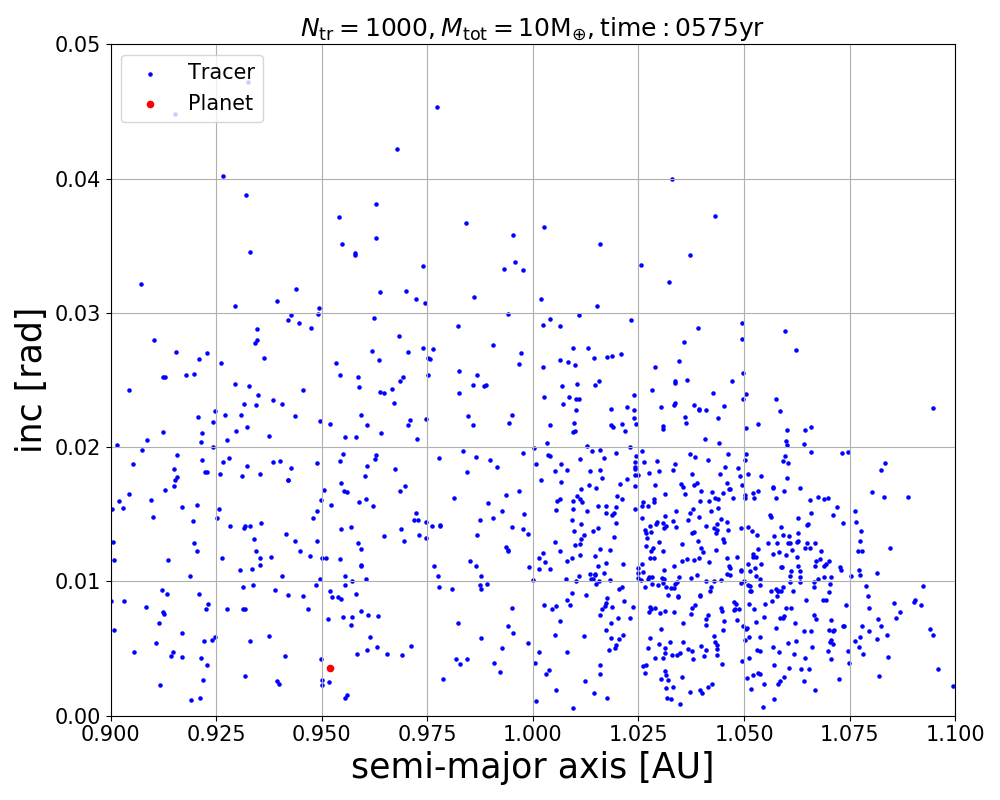 N_tr = 1000, M_tot = 10M_⊕, time : 0575yr
Tracer
Planet
0.05
0.04
0.03
0.02
0.01
0.00
inc [rad]
0.900 0.925 0.950 0.975 1.000 1.025 1.050 1.075 1.100
semi-major axis [AU]